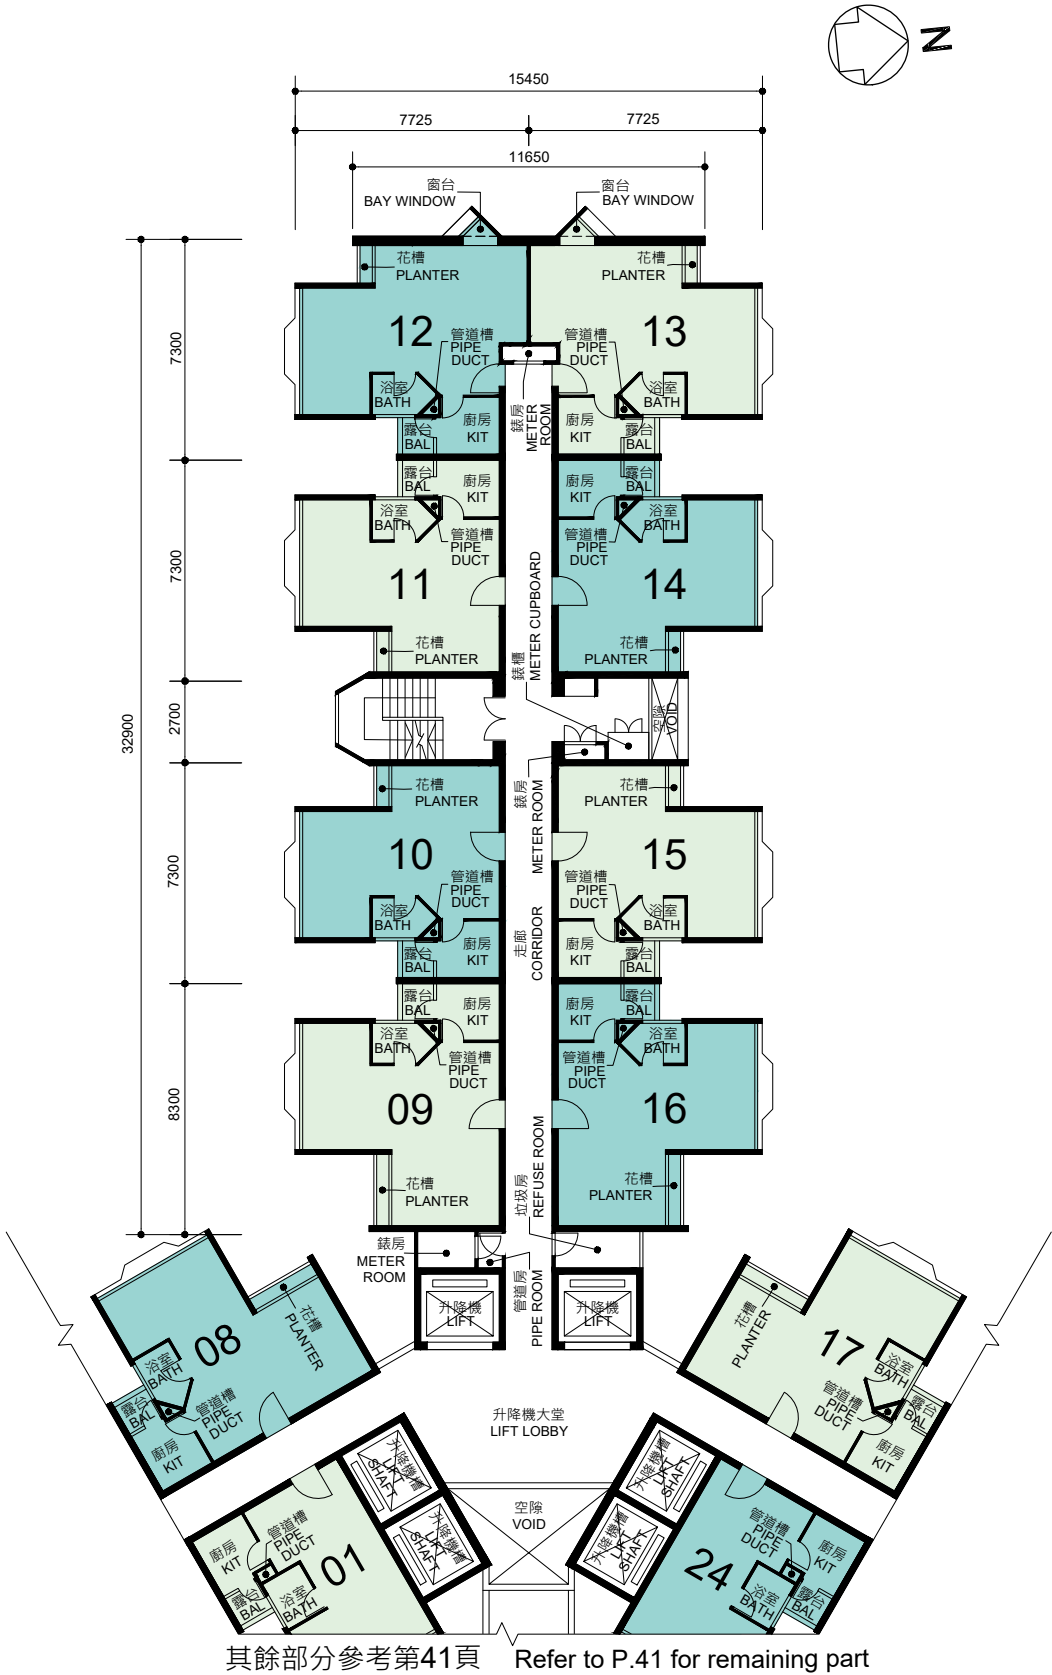 N
15450
7725
7725
11650
窗台
BAY WINDOW
窗台
BAY WINDOW
花槽
PLANTER
花槽
PLANTER
12
13
管道槽
PIPE
DUCT
管道槽
PIPE
DUCT
浴室
BATH
浴室
BATH
錶房
METER
ROOM
露台
BAL
廚房
KIT
廚房
KIT
露台
BAL
7300
露台
BAL
廚房
KIT
廚房
KIT
露台
BAL
浴室
BATH
浴室
BATH
管道槽
PIPE
DUCT
管道槽
PIPE
DUCT
11
14
7300
花槽
PLANTER
花槽
PLANTER
錶櫃
METER CUPBOARD
2700
32900
空隙
VOID
花槽
PLANTER
花槽
PLANTER
錶房
METER ROOM
10
15
7300
管道槽
PIPE
DUCT
管道槽
PIPE
DUCT
浴室
BATH
浴室
BATH
走廊
CORRIDOR
露台
BAL
廚房
KIT
廚房
KIT
露台
BAL
露台
BAL
廚房
KIT
廚房
KIT
露台
BAL
浴室
BATH
浴室
BATH
管道槽
PIPE
DUCT
管道槽
PIPE
DUCT
09
16
8300
花槽
PLANTER
花槽
PLANTER
垃圾房
REFUSE ROOM
錶房
METER
ROOM
管道房
PIPE ROOM
升降機
LIFT
升降機
LIFT
花槽
PLANTER
花槽
PLANTER
08
17
浴室
BATH
浴室
BATH
管道槽
PIPE
DUCT
管道槽
PIPE
DUCT
露台
BAL
露台
BAL
廚房
KIT
廚房
KIT
升降機大堂
LIFT LOBBY
升降機槽
LIFT
SHAFT
升降機槽
LIFT
SHAFT
升降機槽
LIFT
SHAFT
升降機槽
LIFT
SHAFT
空隙
VOID
管道槽
PIPE
DUCT
管道槽
PIPE
DUCT
廚房
KIT
廚房
KIT
01
24
露台
BAL
浴室
BATH
浴室
BATH
露台
BAL
其餘部分參考第41頁 Refer to P.41 for remaining part